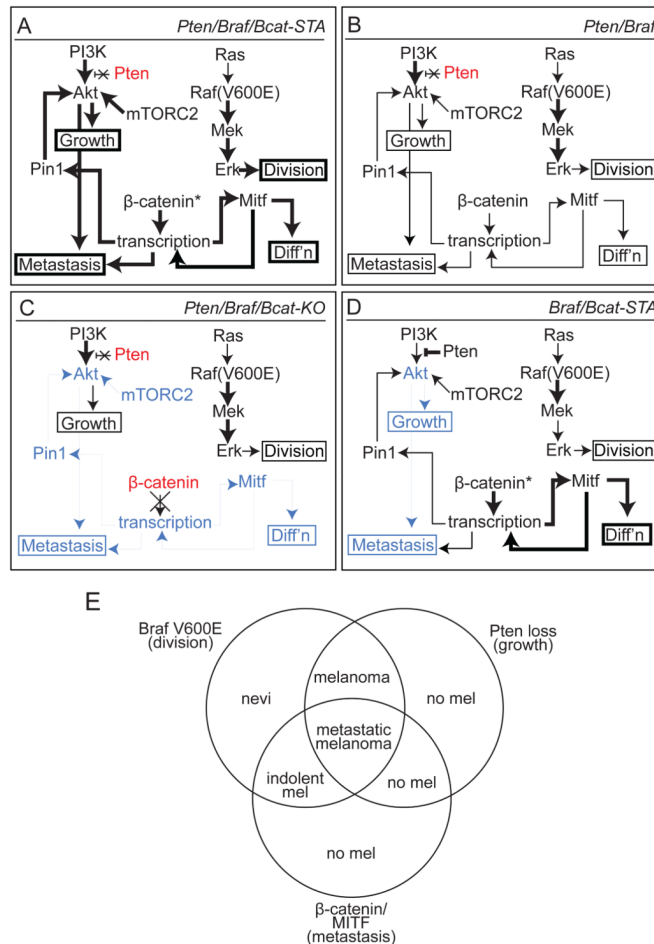 A
Pten/Braf/Bcat-STA
PI3K
Pten
Akt
mTORC2
Growth
Pin1
Ras
Raf(V600E)
Mek
Erk
Division
β-catenin*
Mitf
transcription
Metastasis
Diff'n
B
Pten/Braf
PI3K
Pten
Akt
mTORC2
Growth
Pin1
Ras
Raf(V600E)
Mek
Erk
Division
β-catenin
Mitf
transcription
Metastasis
Diff'n
C
Pten/Braf/Bcat-KO
PI3K
Pten
Akt
mTORC2
Growth
Pin1
Ras
Raf(V600E)
Mek
Erk
Division
β-catenin
Mitf
transcription
Metastasis
Diff'n
D
Braf/Bcat-STA
PI3K
Pten
Akt
mTORC2
Growth
Pin1
Ras
Raf(V600E)
Mek
Erk
Division
β-catenin*
Mitf
transcription
Metastasis
Diff'n
E
Braf V600E
(division)
Pten loss
(growth)
melanoma
nevi
no mel
metastatic
melanoma
indolent
mel
no mel
no mel
β-catenin/
MITF
(metastasis)